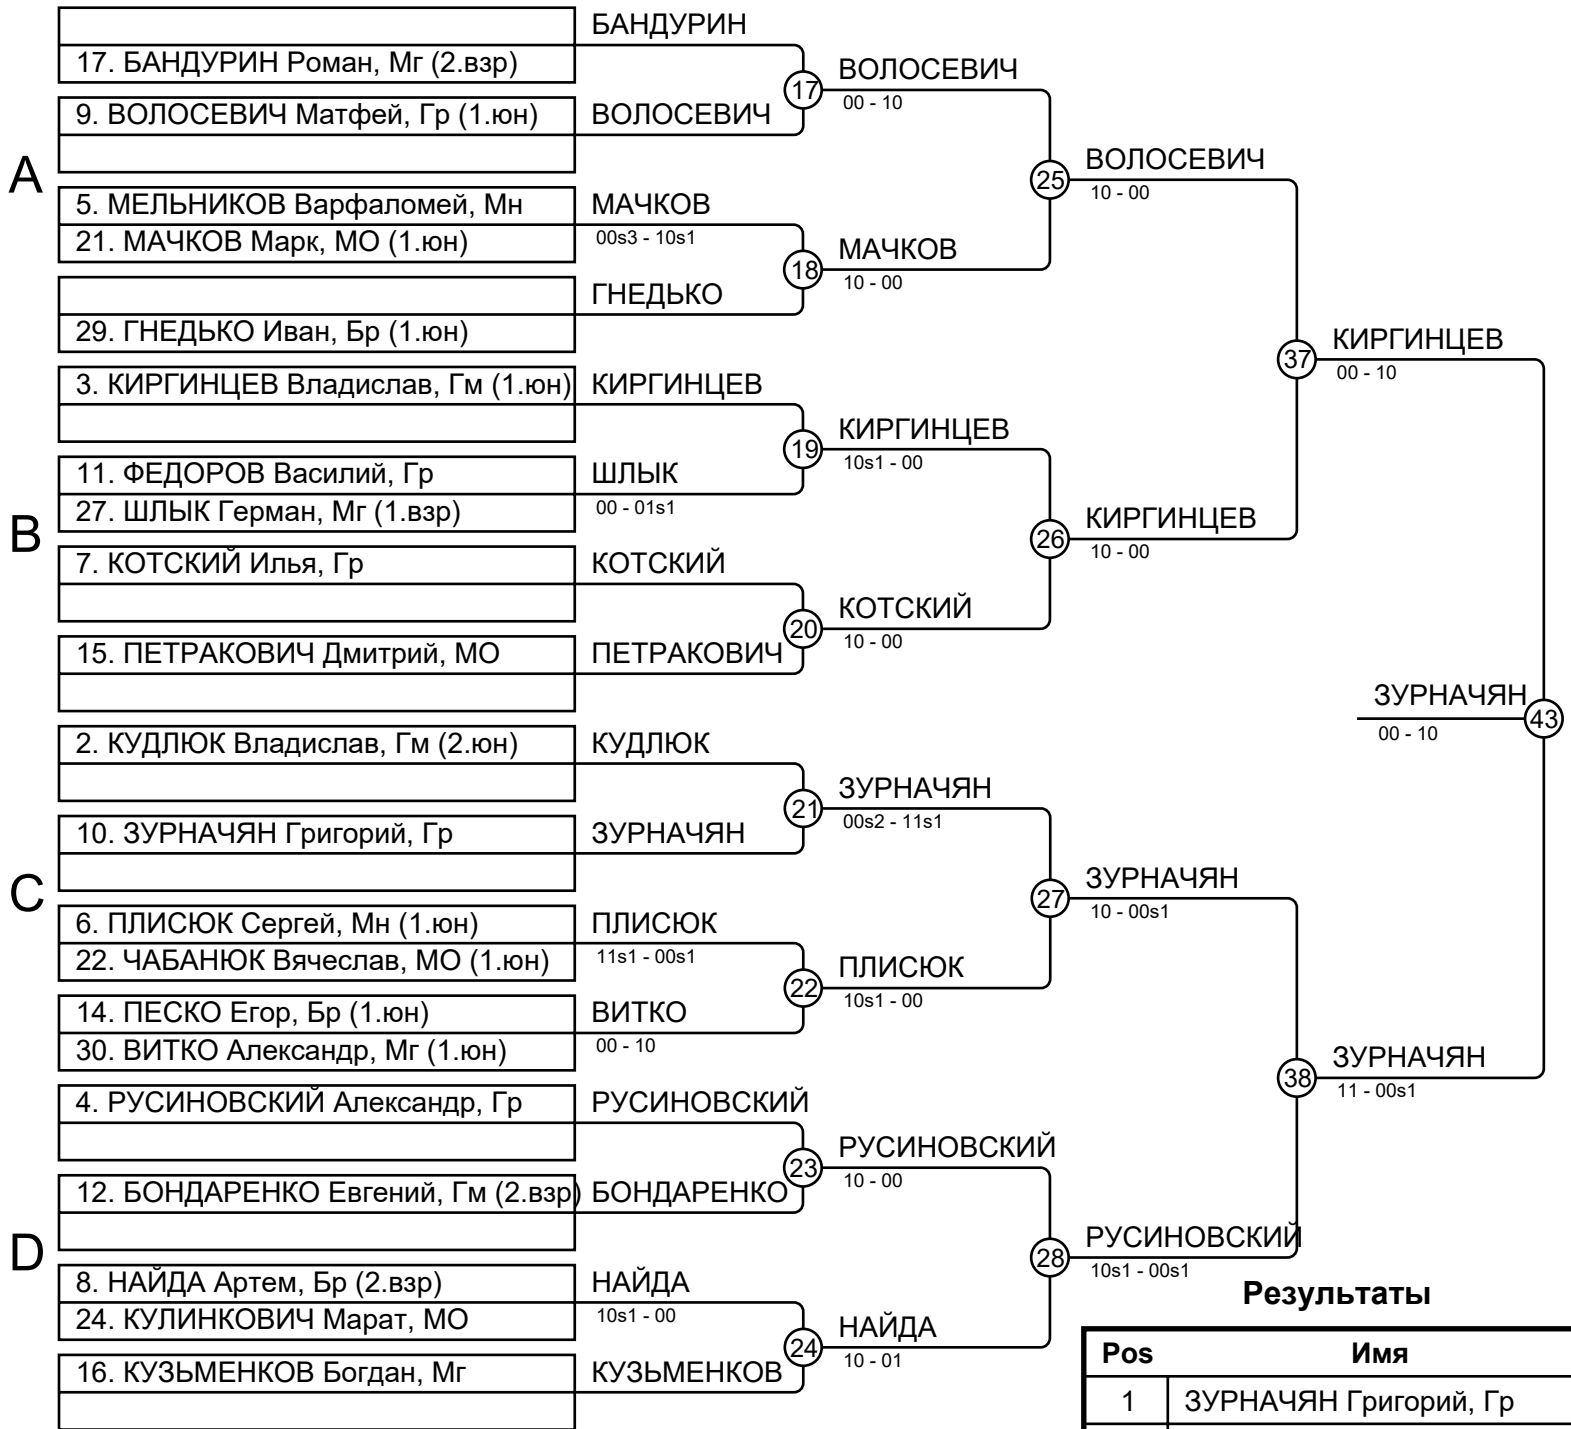 БАНДУРИН
17. БАНДУРИН Роман, Мг (2.взр)
17
ВОЛОСЕВИЧ
00 - 10
9. ВОЛОСЕВИЧ Матфей, Гр (1.юн)
ВОЛОСЕВИЧ
A
25
ВОЛОСЕВИЧ
10 - 00
5. МЕЛЬНИКОВ Варфаломей, Мн
МАЧКОВ
00s3 - 10s1
21. МАЧКОВ Марк, МО (1.юн)
18
МАЧКОВ
10 - 00
ГНЕДЬКО
29. ГНЕДЬКО Иван, Бр (1.юн)
37
КИРГИНЦЕВ
00 - 10
3. КИРГИНЦЕВ Владислав, Гм (1.юн)
КИРГИНЦЕВ
19
КИРГИНЦЕВ
10s1 - 00
11. ФЕДОРОВ Василий, Гр
ШЛЫК
00 - 01s1
27. ШЛЫК Герман, Мг (1.взр)
B
26
КИРГИНЦЕВ
10 - 00
7. КОТСКИЙ Илья, Гр
КОТСКИЙ
20
КОТСКИЙ
10 - 00
15. ПЕТРАКОВИЧ Дмитрий, МО
ПЕТРАКОВИЧ
ЗУРНАЧЯН
43
00 - 10
2. КУДЛЮК Владислав, Гм (2.юн)
КУДЛЮК
21
ЗУРНАЧЯН
00s2 - 11s1
10. ЗУРНАЧЯН Григорий, Гр
ЗУРНАЧЯН
C
27
ЗУРНАЧЯН
10 - 00s1
6. ПЛИСЮК Сергей, Мн (1.юн)
ПЛИСЮК
11s1 - 00s1
22. ЧАБАНЮК Вячеслав, МО (1.юн)
22
ПЛИСЮК
10s1 - 00
14. ПЕСКО Егор, Бр (1.юн)
ВИТКО
00 - 10
30. ВИТКО Александр, Мг (1.юн)
38
ЗУРНАЧЯН
11 - 00s1
4. РУСИНОВСКИЙ Александр, Гр
РУСИНОВСКИЙ
23
РУСИНОВСКИЙ
10 - 00
12. БОНДАРЕНКО Евгений, Гм (2.взр)
БОНДАРЕНКО
D
28
РУСИНОВСКИЙ
10s1 - 00s1
8. НАЙДА Артем, Бр (2.взр)
НАЙДА
10s1 - 00
24. КУЛИНКОВИЧ Марат, МО
24
НАЙДА
10 - 01
16. КУЗЬМЕНКОВ Богдан, Мг
КУЗЬМЕНКОВ
Результаты
Pos Имя
1 ЗУРНАЧЯН Григорий, Гр